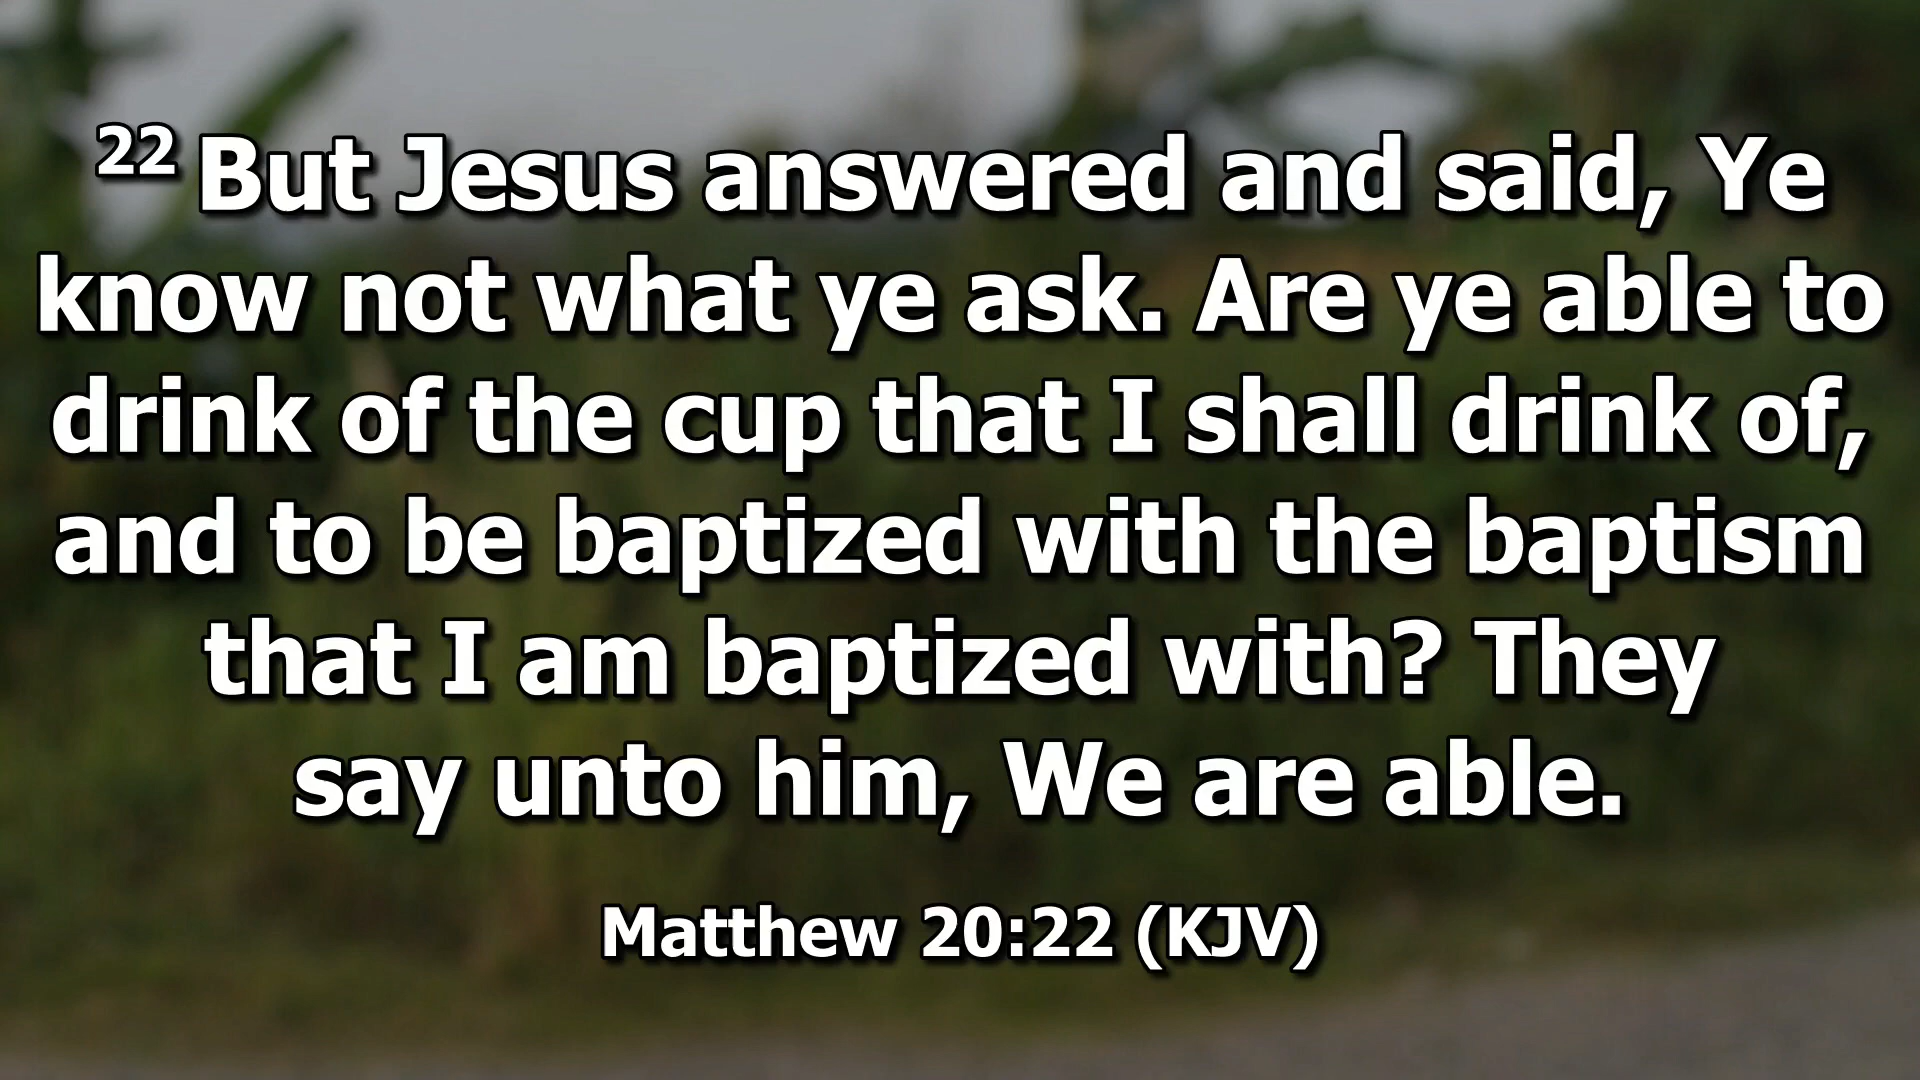 22 But Jesus answered and said, Ye
know not what ye ask. Are ye able to
drink of the cup that I shall drink of,
and to be baptized with the baptism
that I am baptized with? They
say unto him, We are able.
Matthew 20:22 (KJV)